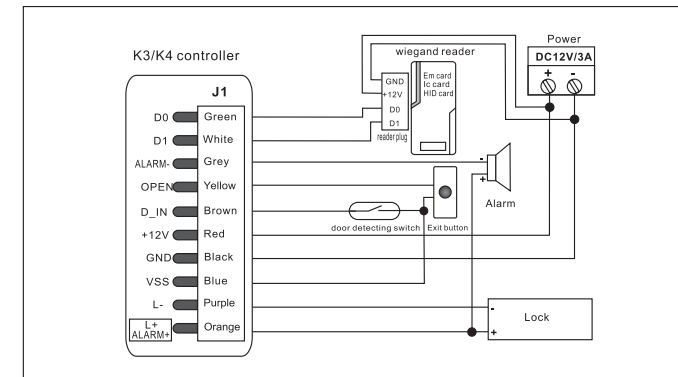 Power
K3/K4 controller
wiegand reader
DC12V/3A
+ -
J1
GND
+12V
D0
D1
reader plug
Em card
Ic card
HID card
D0 Green
D1 White
ALARM- Grey
OPEN Yellow
D_IN Brown
+12V Red
GND Black
VSS Blue
L- Purple
L+
ALARM+
Orange
-
+
Alarm
door detecting switch Exit button
-
Lock
+